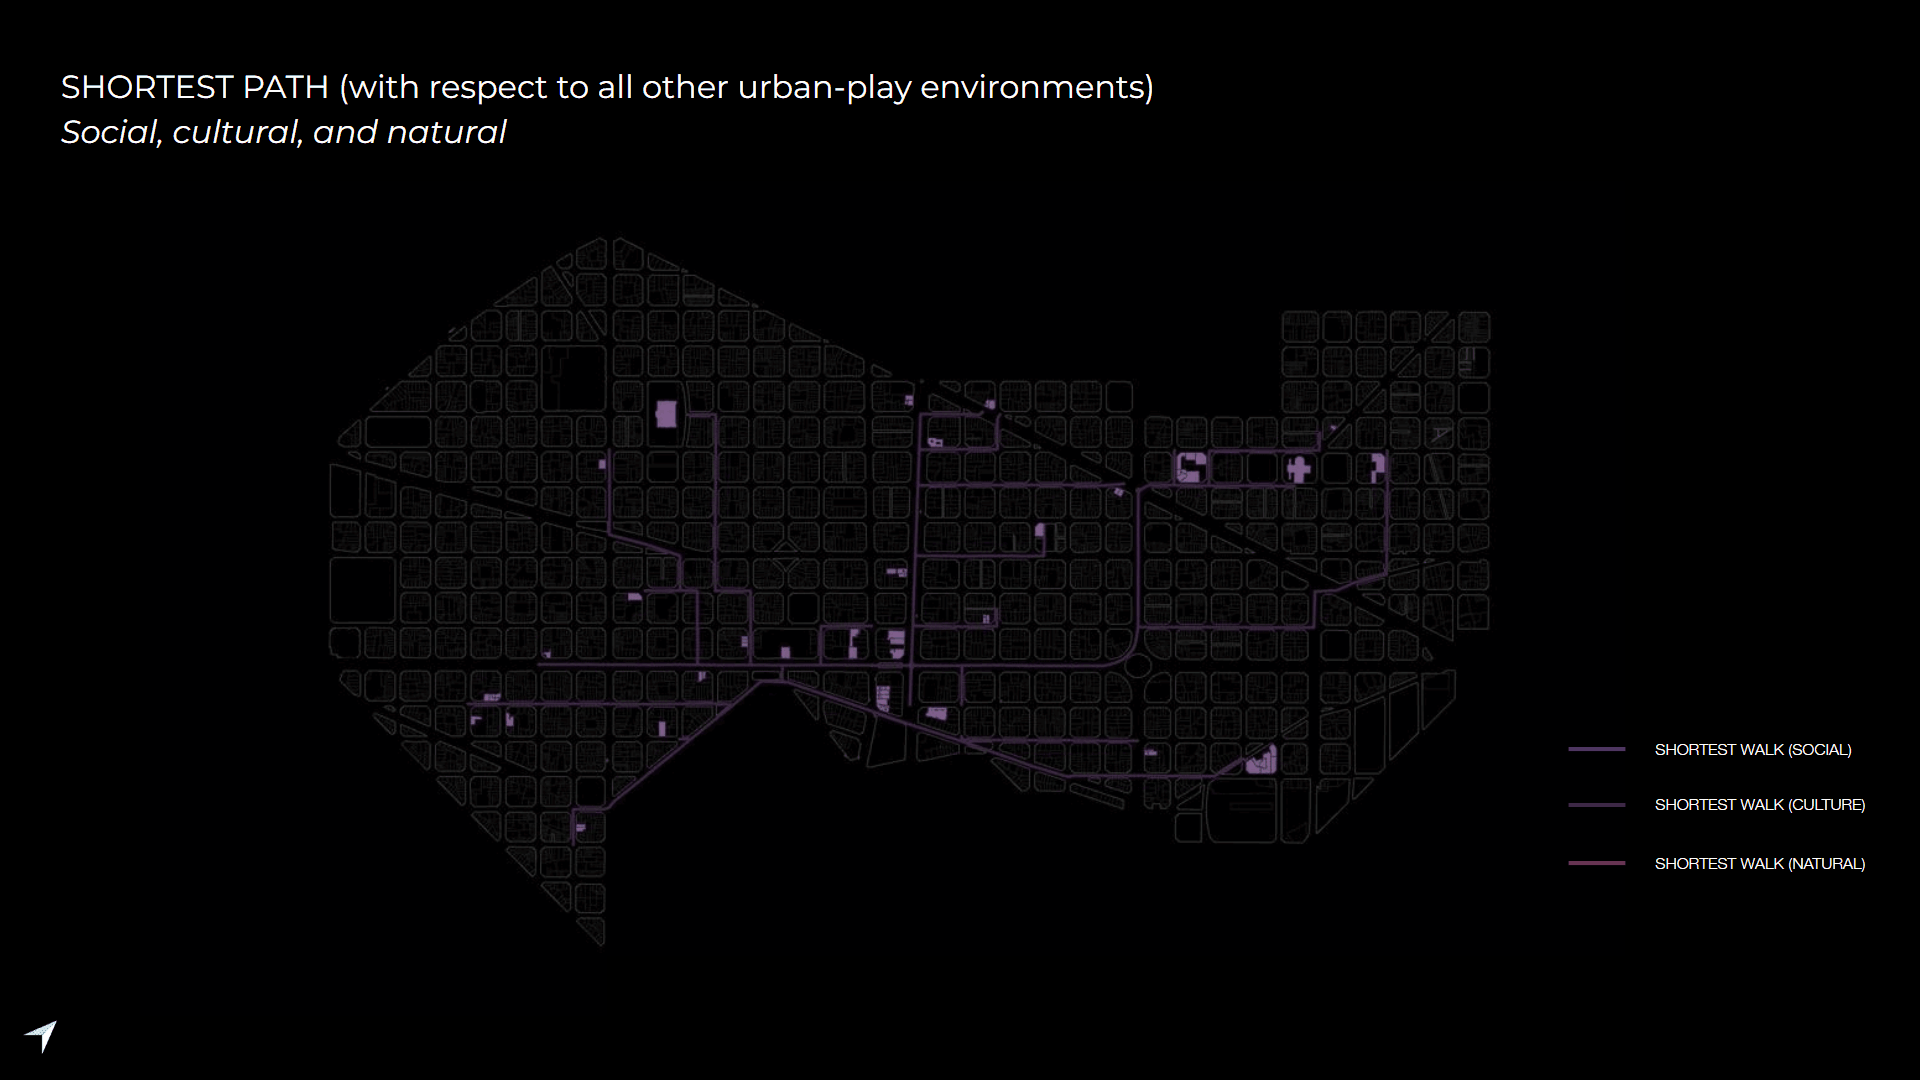 SHORTEST PATH (with respect to all other urban-play environments)
Social, cultural, and natural
SHORTEST WALK (SOCIAL)
SHORTEST WALK (CULTURE)
SHORTEST WALK (NATURAL)